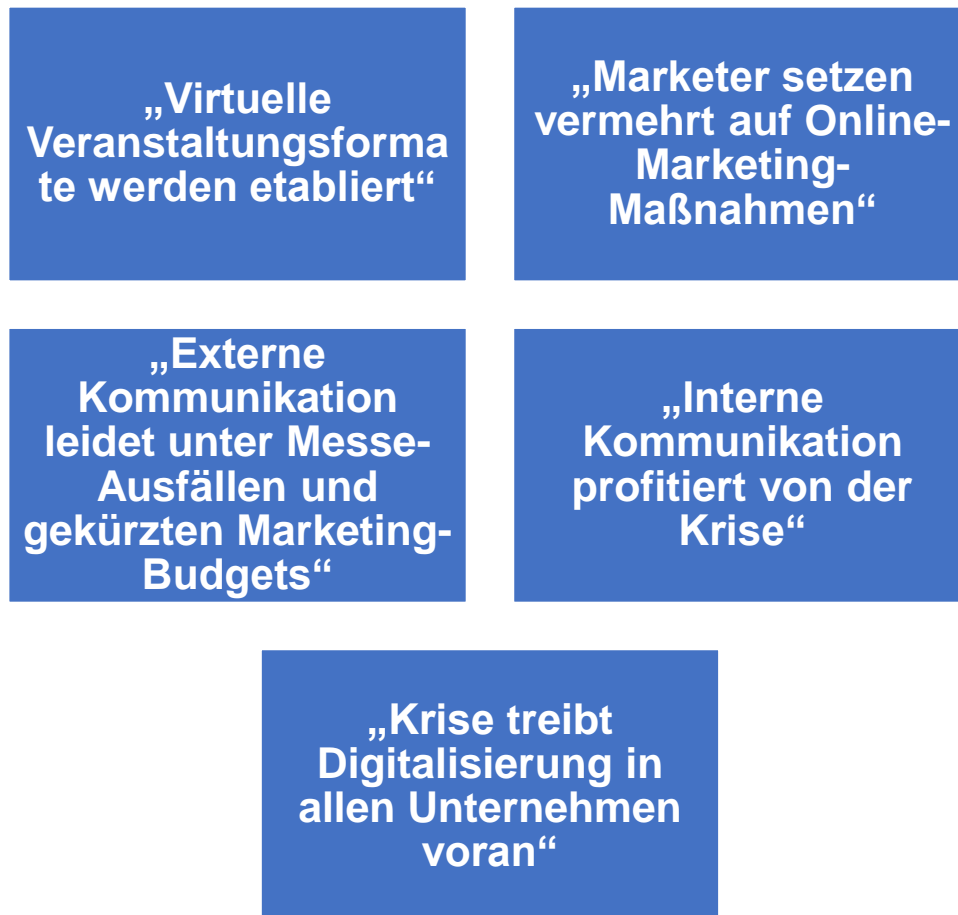 „Virtuelle
Veranstaltungsforma
te werden etabliert“
„Marketer setzen
vermehrt auf Online-
Marketing-
Maßnahmen“
„Externe
Kommunikation
leidet unter Messe-
Ausfällen und
gekürzten Marketing-
Budgets“
„Interne
Kommunikation
profitiert von der
Krise“
„Krise treibt
Digitalisierung in
allen Unternehmen
voran“